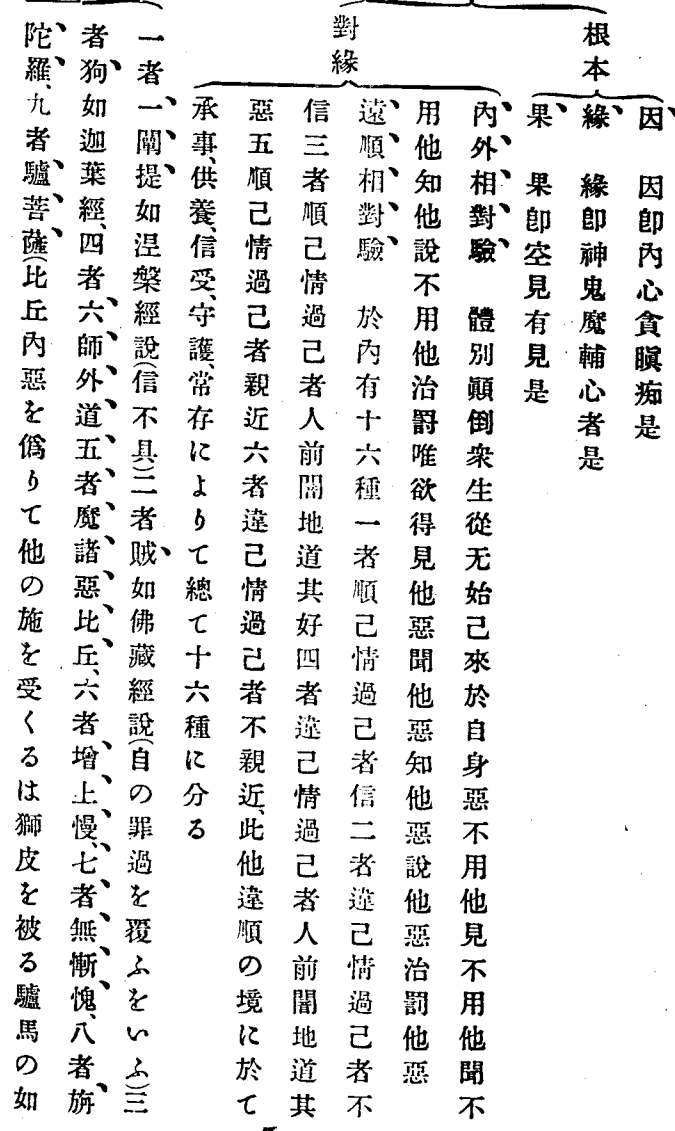 根本
因、 因卽內心貪瞋痴是
緣、 緣卽神鬼魔輔心者是
果、 果卽空見有見是
對緣
內、外、相、對、驗、 體別顚倒衆生從无始己來於自身惡不用他見不用他聞不
用他知他說不用他治罸唯欲得見他惡聞他惡知他惡說他惡治罰他惡
遠、順、相、對、驗、 於內有十六種一者順己情過己者信二者違己情過己者不
信三者順己情過己者人前闇地道其好四者違己情過己者人前闇地道其
惡五順己情過己者親近六者違己情過己者不親近、此他違順の境に於て
承事、供養、信受、守護、常存によりて總て十六種に分る
一者一、闡、提、如涅槃經說(信不具)二者賊、如佛藏經說(自の罪過を覆ふをいふ)三
者狗、如迦葉經、四者六、師、外、道、五者魔、諸、惡、比、丘、六者增、上、慢、七者無、慚、愧、八者旃、
陀、羅、九者驢、菩、薩、(比丘內惡を僞りて他の施を受くるは獅皮を被る驢馬の如